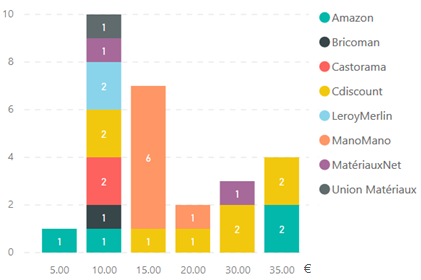 10
8
6
4
2
0
1
1
1
2
2
2
1
1
6
1
1
1
1
2
2
2
5.00 10.00 15.00 20.00 30.00 35.00 €
Amazon
Bricoman
Castorama
Cdiscount
LeroyMerlin
ManoMano
MatériauxNet
Union Matériaux